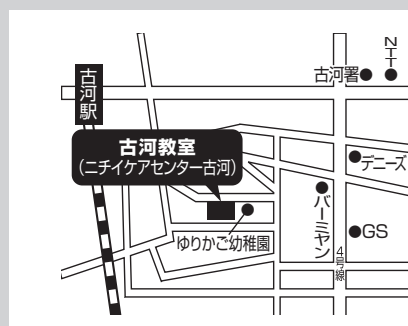 NTT
古河署
古河駅
古河教室
(ニチイケアセンター古河)
デニーズ
バーミヤン
GS
ゆりかご幼稚園
4号線